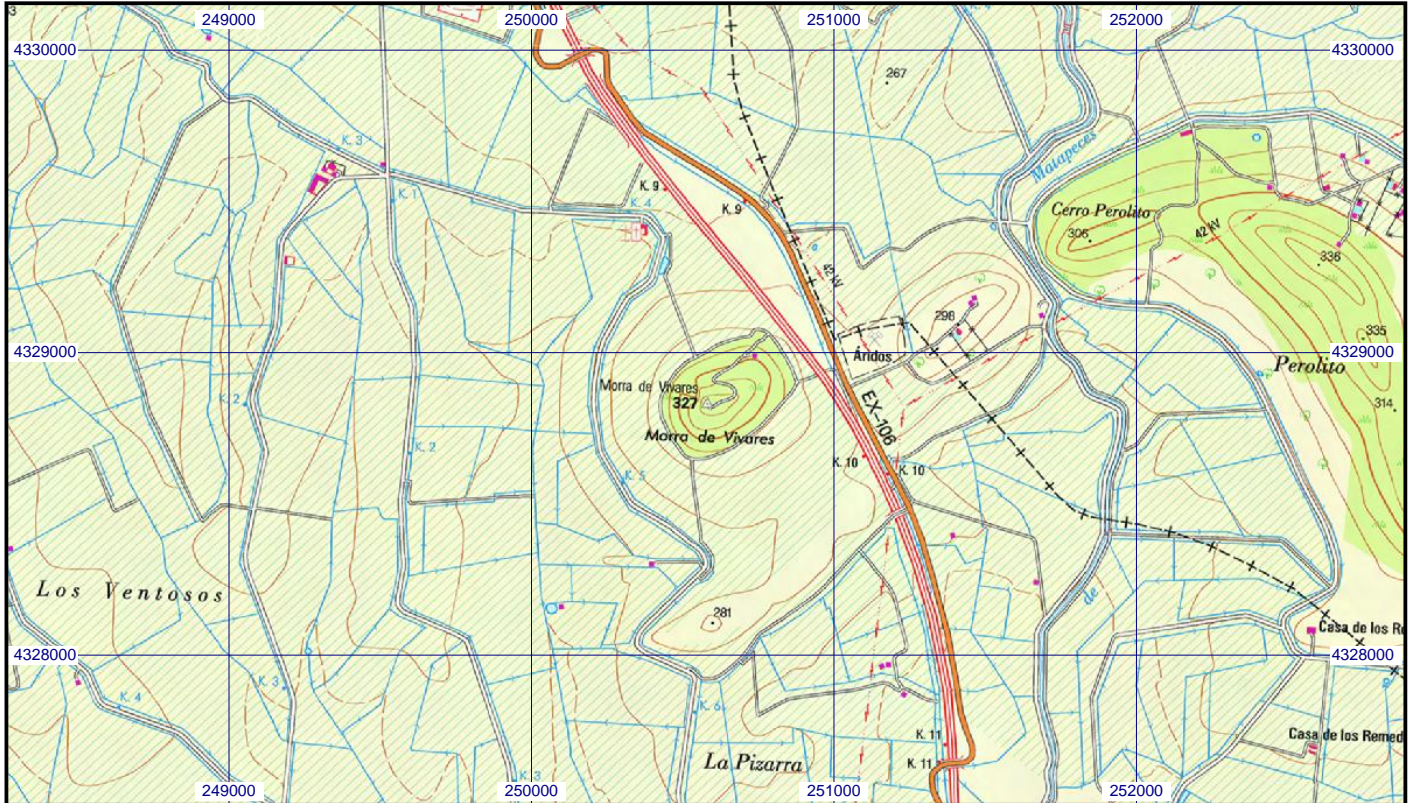 3
249000
250000
251000
252000
4330000
4330000
K. 4
267
K. 3
K. 1
Matapeces
K. 9
K. 4
K. 9
Cerro Perolito
306
42 kV
336
42 kV
298
335
4329000
4329000
Áridos
Perolito
Morra de Vivares
327
EX-106
K. 2
314
Morra de Vivares
K. 2
K. 10
K. 10
K. 5
Los Ventosos
de
281
Casa de los R
4328000
4328000
K. 3
K. 4
K. 6
K. 11
Casa de los Remed
La Pizarra
K. 11
K. 3
249000
250000
251000
252000